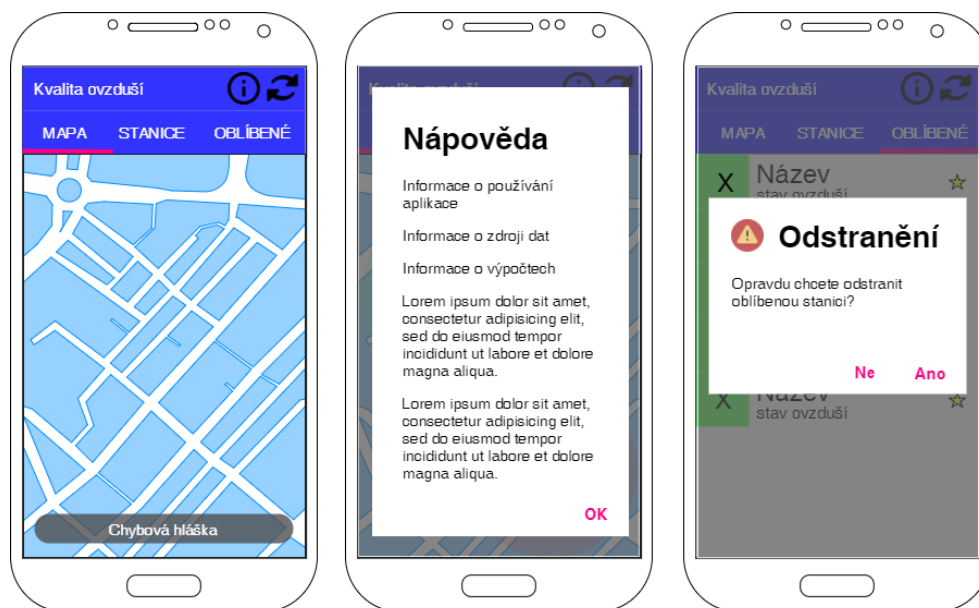 Kvalita ovzduší
MAPA STANICE OBLÍBENÉ
Chybová hláška
Nápověda
Informace o používání
aplikace
Informace o zdroji dat
Informace o výpočtech
Lorem ipsum dolor sit amet,
consectetur adipisicing elit,
sed do eiusmod tempor
incididunt ut labore et dolore
magna aliqua.
Lorem ipsum dolor sit amet,
consectetur adipisicing elit,
sed do eiusmod tempor
incididunt ut labore et dolore
magna aliqua.
OK
Kvalita ovzduší
MAPA STANICE OBLÍBENÉ
X Název
stav ovzduší
Odstranění
Opravdu chcete odstranit
oblíbenou stanici?
Ne Ano
X Název
stav ovzduší